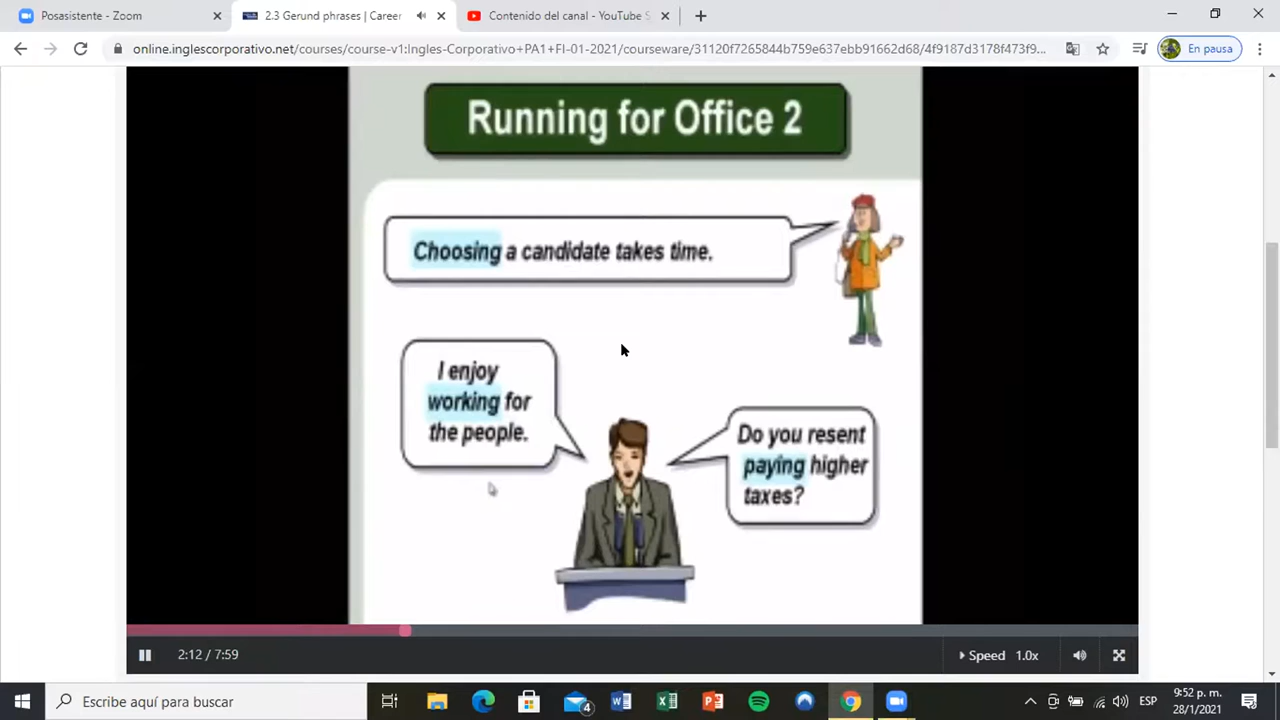 Posasistente - Zoom
2.3 Gerund phrases | Career
Contenido del canal - YouTube S
online.inglescorporativo.net/courses/course-v1:Ingles-Corporativo+PA1+FI-01-2021/courseware/31120f7265844b759e637ebb91662d68/4f9187d3178f473f9...
En pausa
Running for Office 2
Choosing a candidate takes time.
I enjoy
working for
the people.
Do you resent
paying higher
taxes?
2:12 / 7:59
Speed 1.0x
Escribe aquí para buscar
4
ESP
9:52 p. m.
28/1/2021